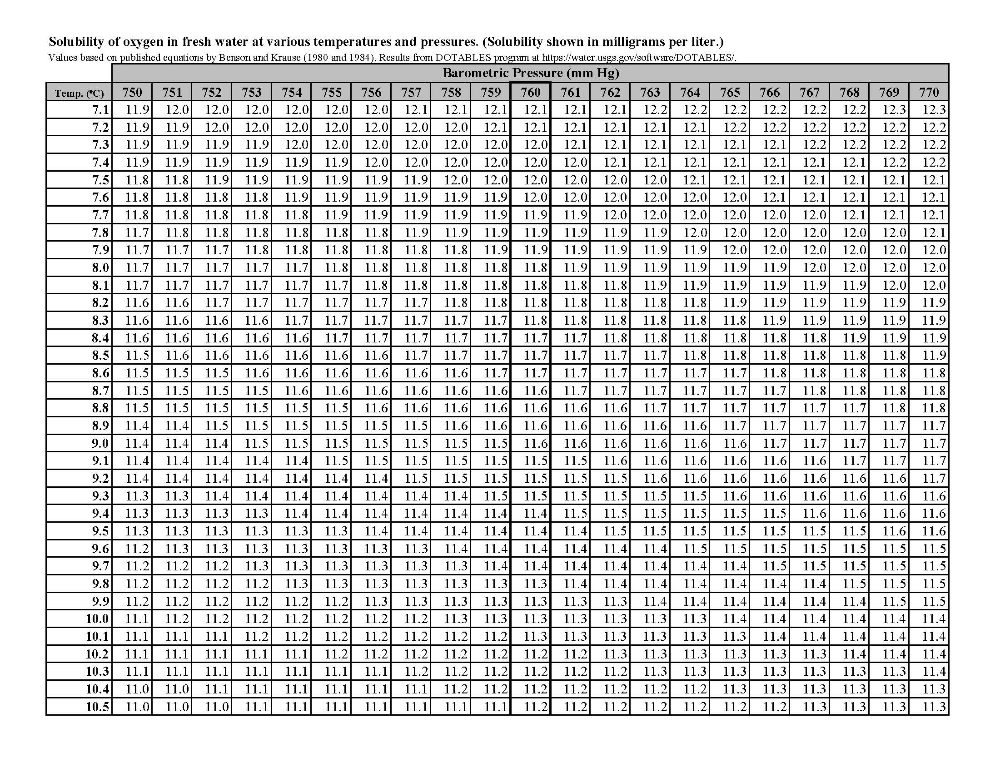 Solubility of oxygen in fresh water at various temperatures and pressures. (Solubility shown in milligrams per liter.)
Values based on published equations by Benson and Krause (1980 and 1984). Results from DOTABLES program at https://water.usgs.gov/software/DOTABLES/.
Barometric Pressure (mm Hg)
Temp. (ºC) 750 751 752 753 754 755 756 757 758 759 760 761 762 763 764 765 766 767 768 769 770
7.1 11.9 12.0 12.0 12.0 12.0 12.0 12.0 12.1 12.1 12.1 12.1 12.1 12.1 12.2 12.2 12.2 12.2 12.2 12.2 12.3 12.3
7.2 11.9 11.9 12.0 12.0 12.0 12.0 12.0 12.0 12.0 12.1 12.1 12.1 12.1 12.1 12.1 12.2 12.2 12.2 12.2 12.2 12.2
7.3 11.9 11.9 11.9 11.9 12.0 12.0 12.0 12.0 12.0 12.0 12.0 12.1 12.1 12.1 12.1 12.1 12.1 12.2 12.2 12.2 12.2
7.4 11.9 11.9 11.9 11.9 11.9 11.9 12.0 12.0 12.0 12.0 12.0 12.0 12.1 12.1 12.1 12.1 12.1 12.1 12.1 12.2 12.2
7.5 11.8 11.8 11.9 11.9 11.9 11.9 11.9 11.9 12.0 12.0 12.0 12.0 12.0 12.0 12.1 12.1 12.1 12.1 12.1 12.1 12.1
7.6 11.8 11.8 11.8 11.8 11.9 11.9 11.9 11.9 11.9 11.9 12.0 12.0 12.0 12.0 12.0 12.0 12.1 12.1 12.1 12.1 12.1
7.7 11.8 11.8 11.8 11.8 11.8 11.9 11.9 11.9 11.9 11.9 11.9 11.9 12.0 12.0 12.0 12.0 12.0 12.0 12.1 12.1 12.1
7.8 11.7 11.8 11.8 11.8 11.8 11.8 11.8 11.9 11.9 11.9 11.9 11.9 11.9 11.9 12.0 12.0 12.0 12.0 12.0 12.0 12.1
7.9 11.7 11.7 11.7 11.8 11.8 11.8 11.8 11.8 11.8 11.9 11.9 11.9 11.9 11.9 11.9 12.0 12.0 12.0 12.0 12.0 12.0
8.0 11.7 11.7 11.7 11.7 11.7 11.8 11.8 11.8 11.8 11.8 11.8 11.9 11.9 11.9 11.9 11.9 11.9 12.0 12.0 12.0 12.0
8.1 11.7 11.7 11.7 11.7 11.7 11.7 11.8 11.8 11.8 11.8 11.8 11.8 11.8 11.9 11.9 11.9 11.9 11.9 11.9 12.0 12.0
8.2 11.6 11.6 11.7 11.7 11.7 11.7 11.7 11.7 11.8 11.8 11.8 11.8 11.8 11.8 11.8 11.9 11.9 11.9 11.9 11.9 11.9
8.3 11.6 11.6 11.6 11.6 11.7 11.7 11.7 11.7 11.7 11.7 11.8 11.8 11.8 11.8 11.8 11.8 11.9 11.9 11.9 11.9 11.9
8.4 11.6 11.6 11.6 11.6 11.6 11.7 11.7 11.7 11.7 11.7 11.7 11.7 11.8 11.8 11.8 11.8 11.8 11.8 11.9 11.9 11.9
8.5 11.5 11.6 11.6 11.6 11.6 11.6 11.6 11.7 11.7 11.7 11.7 11.7 11.7 11.7 11.8 11.8 11.8 11.8 11.8 11.8 11.9
8.6 11.5 11.5 11.5 11.6 11.6 11.6 11.6 11.6 11.6 11.7 11.7 11.7 11.7 11.7 11.7 11.7 11.8 11.8 11.8 11.8 11.8
8.7 11.5 11.5 11.5 11.5 11.6 11.6 11.6 11.6 11.6 11.6 11.6 11.7 11.7 11.7 11.7 11.7 11.7 11.8 11.8 11.8 11.8
8.8 11.5 11.5 11.5 11.5 11.5 11.5 11.6 11.6 11.6 11.6 11.6 11.6 11.6 11.7 11.7 11.7 11.7 11.7 11.7 11.8 11.8
8.9 11.4 11.4 11.5 11.5 11.5 11.5 11.5 11.5 11.6 11.6 11.6 11.6 11.6 11.6 11.6 11.7 11.7 11.7 11.7 11.7 11.7
9.0 11.4 11.4 11.4 11.5 11.5 11.5 11.5 11.5 11.5 11.5 11.6 11.6 11.6 11.6 11.6 11.6 11.7 11.7 11.7 11.7 11.7
9.1 11.4 11.4 11.4 11.4 11.4 11.5 11.5 11.5 11.5 11.5 11.5 11.5 11.6 11.6 11.6 11.6 11.6 11.6 11.7 11.7 11.7
9.2 11.4 11.4 11.4 11.4 11.4 11.4 11.4 11.5 11.5 11.5 11.5 11.5 11.5 11.6 11.6 11.6 11.6 11.6 11.6 11.6 11.7
9.3 11.3 11.3 11.4 11.4 11.4 11.4 11.4 11.4 11.4 11.5 11.5 11.5 11.5 11.5 11.5 11.6 11.6 11.6 11.6 11.6 11.6
9.4 11.3 11.3 11.3 11.3 11.4 11.4 11.4 11.4 11.4 11.4 11.4 11.5 11.5 11.5 11.5 11.5 11.5 11.6 11.6 11.6 11.6
9.5 11.3 11.3 11.3 11.3 11.3 11.3 11.4 11.4 11.4 11.4 11.4 11.4 11.5 11.5 11.5 11.5 11.5 11.5 11.5 11.6 11.6
9.6 11.2 11.3 11.3 11.3 11.3 11.3 11.3 11.3 11.4 11.4 11.4 11.4 11.4 11.4 11.5 11.5 11.5 11.5 11.5 11.5 11.5
9.7 11.2 11.2 11.2 11.3 11.3 11.3 11.3 11.3 11.3 11.4 11.4 11.4 11.4 11.4 11.4 11.4 11.5 11.5 11.5 11.5 11.5
9.8 11.2 11.2 11.2 11.2 11.3 11.3 11.3 11.3 11.3 11.3 11.3 11.4 11.4 11.4 11.4 11.4 11.4 11.4 11.5 11.5 11.5
9.9 11.2 11.2 11.2 11.2 11.2 11.2 11.3 11.3 11.3 11.3 11.3 11.3 11.3 11.4 11.4 11.4 11.4 11.4 11.4 11.5 11.5
10.0 11.1 11.2 11.2 11.2 11.2 11.2 11.2 11.2 11.3 11.3 11.3 11.3 11.3 11.3 11.3 11.4 11.4 11.4 11.4 11.4 11.4
10.1 11.1 11.1 11.1 11.2 11.2 11.2 11.2 11.2 11.2 11.2 11.3 11.3 11.3 11.3 11.3 11.3 11.4 11.4 11.4 11.4 11.4
10.2 11.1 11.1 11.1 11.1 11.1 11.2 11.2 11.2 11.2 11.2 11.2 11.2 11.3 11.3 11.3 11.3 11.3 11.3 11.4 11.4 11.4
10.3 11.1 11.1 11.1 11.1 11.1 11.1 11.1 11.2 11.2 11.2 11.2 11.2 11.2 11.3 11.3 11.3 11.3 11.3 11.3 11.3 11.4
10.4 11.0 11.0 11.1 11.1 11.1 11.1 11.1 11.1 11.2 11.2 11.2 11.2 11.2 11.2 11.2 11.3 11.3 11.3 11.3 11.3 11.3
10.5 11.0 11.0 11.0 11.1 11.1 11.1 11.1 11.1 11.1 11.1 11.2 11.2 11.2 11.2 11.2 11.2 11.2 11.3 11.3 11.3 11.3